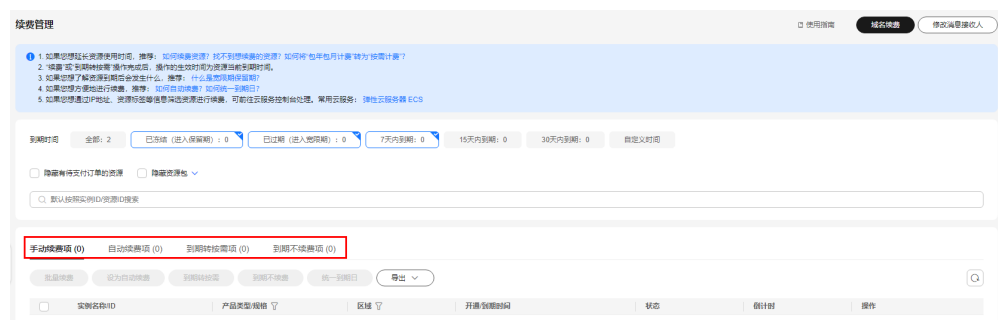 续费管理
使用指南 域名续费 修改消息接收人
1. 如果您想延长资源使用时间，推荐： 如何续费资源？找不到想续费的资源？如何将“包年包月计费”转为“按需计费”？
2. “续费”或“到期转按需”操作完成后，操作的生效时间为资源当前到期时间。
3. 如果您想了解资源到期后会发生什么，推荐： 什么是宽限期保留期？
4. 如果您想方便地进行续费，推荐： 如何自动续费？如何统一到期日？
5. 如果您想通过IP地址、资源标签等信息筛选资源进行续费，可前往云服务控制台处理。常用云服务： 弹性云服务器 ECS
到期时间 全部：2 已冻结（进入保留期）：0 已过期（进入宽限期）：0 7天内到期：0 15天内到期：0 30天内到期：0 自定义时间
隐藏有待支付订单的资源 隐藏资源包
默认按照实例ID/资源ID搜索
手动续费项 (0) 自动续费项 (0) 到期转按需项 (0) 到期不续费项 (0)
批量续费 设为自动续费 到期转按需 到期不续费 统一到期日 导出
实例名称/ID 产品类型/规格 区域 开通/到期时间 状态 倒计时 操作